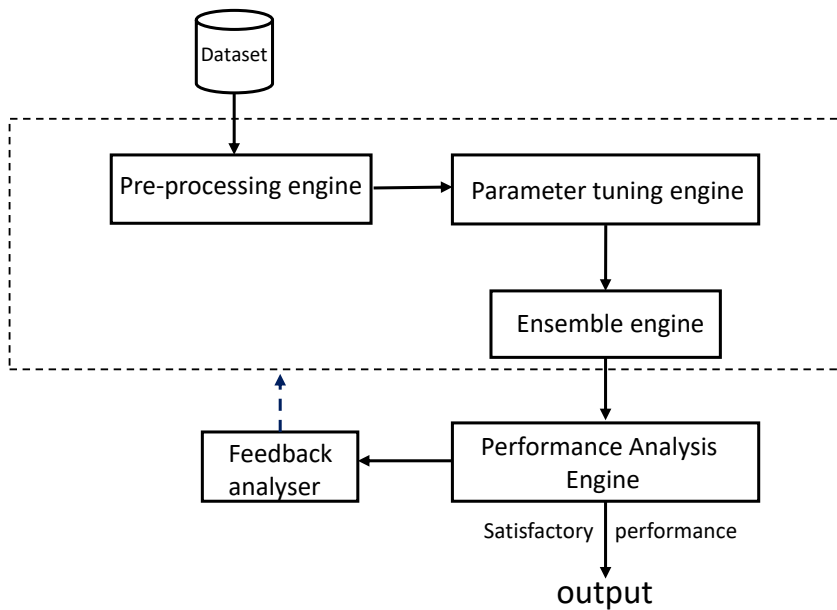 Dataset
Pre-processing engine
Parameter tuning engine
Ensemble engine
Feedback
analyser
Performance Analysis
Engine
Satisfactory performance
output